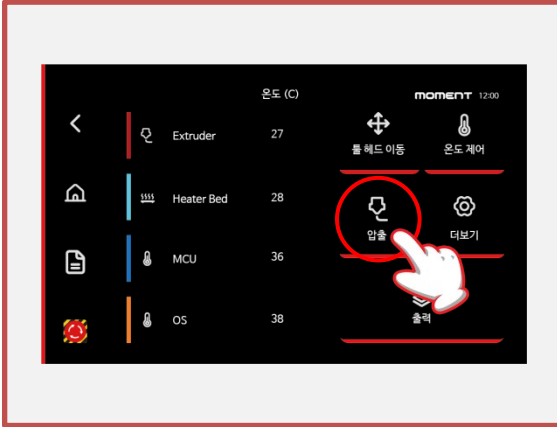 온도 (C)
moment 12:00
Extruder 27
툴 헤드 이동 온도 제어
Heater Bed 28
압출 더보기
MCU 36
출력
OS 38